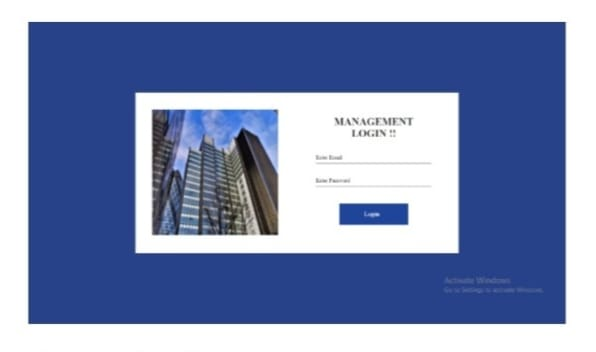 MANAGEMENT
LOGIN !!
Enter Email
Enter Password
Login
Activate Windows
Go to Settings to activate Windows.